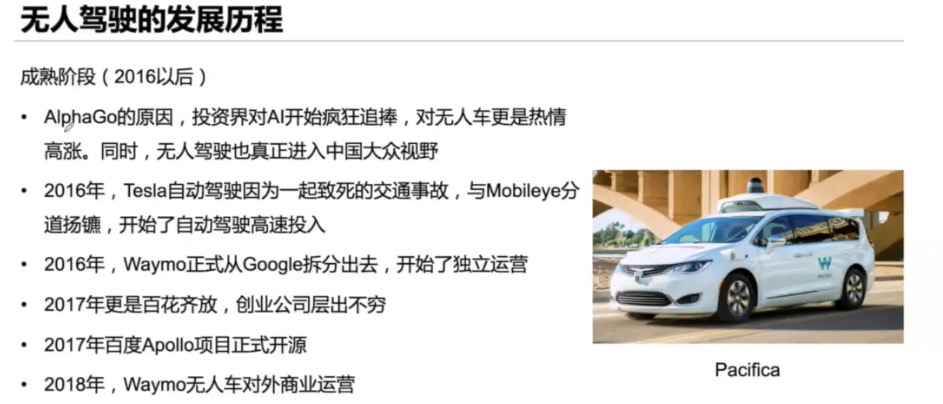 无人驾驶的发展历程
成熟阶段（2016以后）
• AlphaGo的原因，投资界对AI开始疯狂追捧，对无人车更是热情
高涨。同时，无人驾驶也真正进入中国大众视野
• 2016年，Tesla自动驾驶因为一起致死的交通事故，与Mobileye分
道扬镳，开始了自动驾驶高速投入
• 2016年，Waymo正式从Google拆分出去，开始了独立运营
• 2017年更是百花齐放，创业公司层出不穷
• 2017年百度Apollo项目正式开源
• 2018年，Waymo无人车对外商业运营
WAYMO
Pacifica